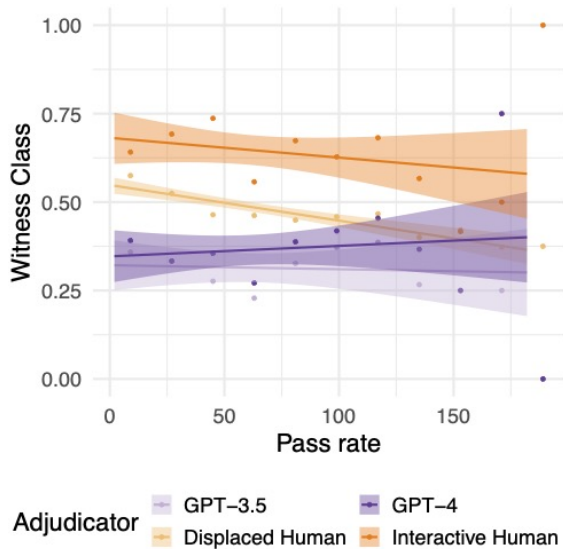 1.00
0.75
0.50
0.25
0.00
Witness Class
0 50 100 150
Pass rate
Adjudicator
GPT−3.5 GPT−4
Displaced Human Interactive Human